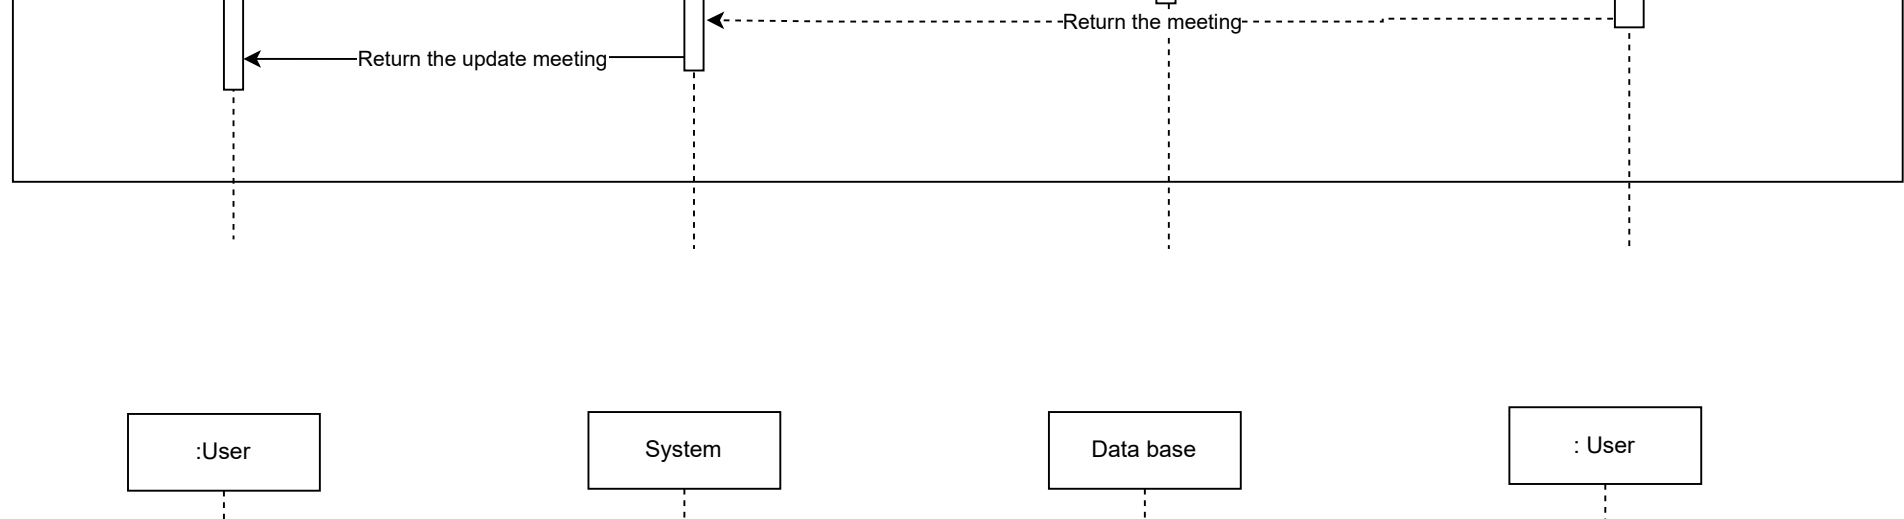 Return the meeting
Return the update meeting
:User
System
Data base
: User